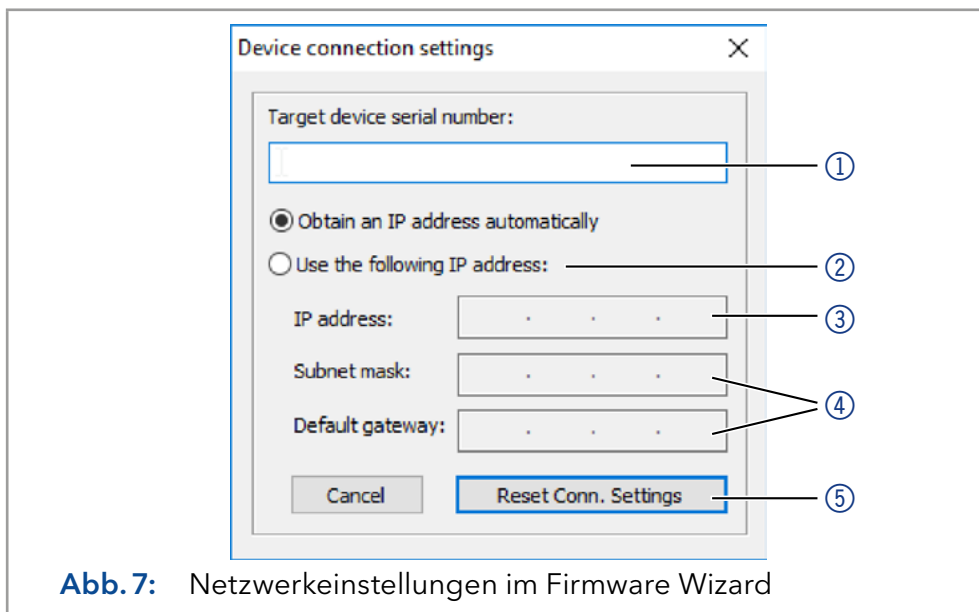 Device connection settings
Target device serial number:
①
Obtain an IP address automatically
Use the following IP address: ②
IP address: . . . ③
Subnet mask: . . .
④
Default gateway: . . .
Cancel Reset Conn. Settings ⑤
Abb. 7: Netzwerkeinstellungen im Firmware Wizard